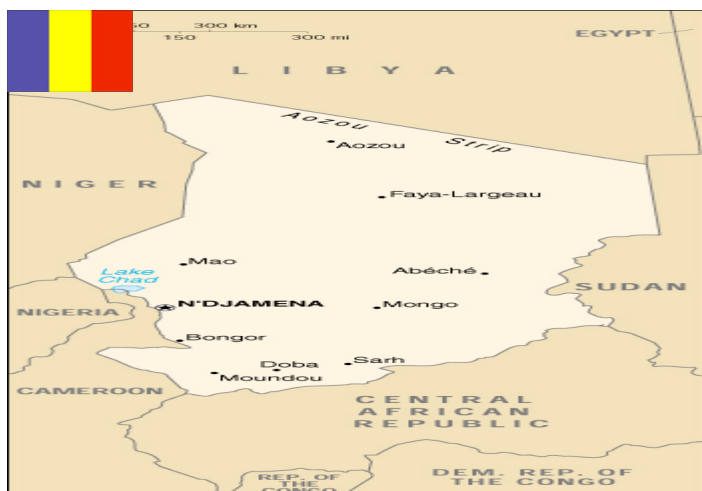 50 300 km
150 300 mi
EGYPT
L I B Y A
Aozou Strip
Aozou
NIGER
Faya-Largeau
Mao
Lake
Chad
Abéché
SUDAN
N'DJAMENA
Mongo
NIGERIA
Bongor
Doba
Sarh
Moundou
CAMEROON
CENTRAL
AFRICAN
REPUBLIC
REP. OF
THE
CONGO
DEM. REP. OF
THE CONGO